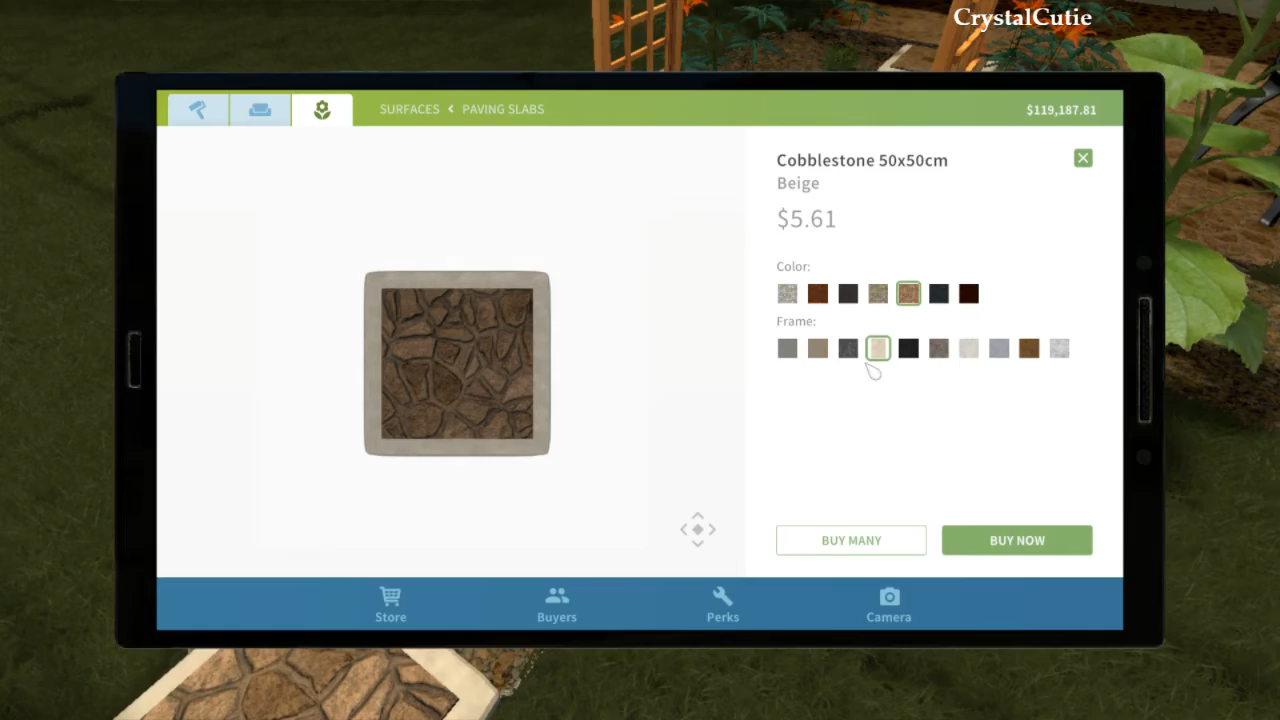 CrystalCutie
SURFACES < PAVING SLABS
$119,187.81
Cobblestone 50x50cm
Beige
$5.61
Color:
Frame:
BUY MANY
BUY NOW
Store
Buyers
Perks
Camera